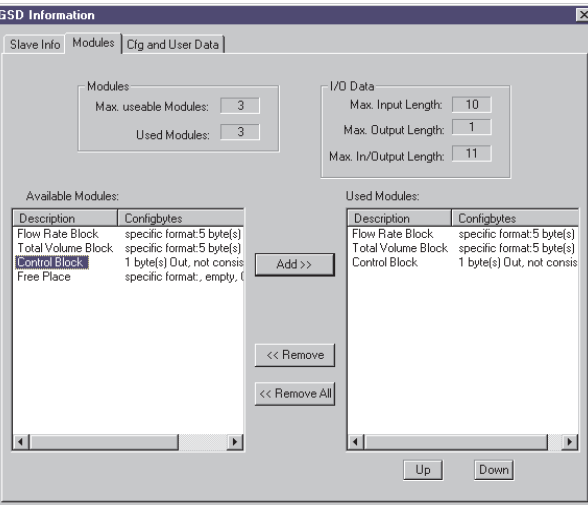 GSD Information
Slave Info Modules Cfg and User Data
Modules
Max. useable Modules: 3
Used Modules: 3
I/O Data
Max. Input Length: 10
Max. Output Length: 1
Max. In/Output Length: 11
Available Modules:
Description Configbytes
Flow Rate Block specific format:5 byte(s)
Total Volume Block specific format:5 byte(s)
Control Block 1 byte(s) Out, not consis
Free Place specific format:, empty, (
Add >>
<< Remove
<< Remove All
Used Modules:
Description Configbytes
Flow Rate Block specific format:5 byte(s)
Total Volume Block specific format:5 byte(s)
Control Block 1 byte(s) Out, not consis
Up Down